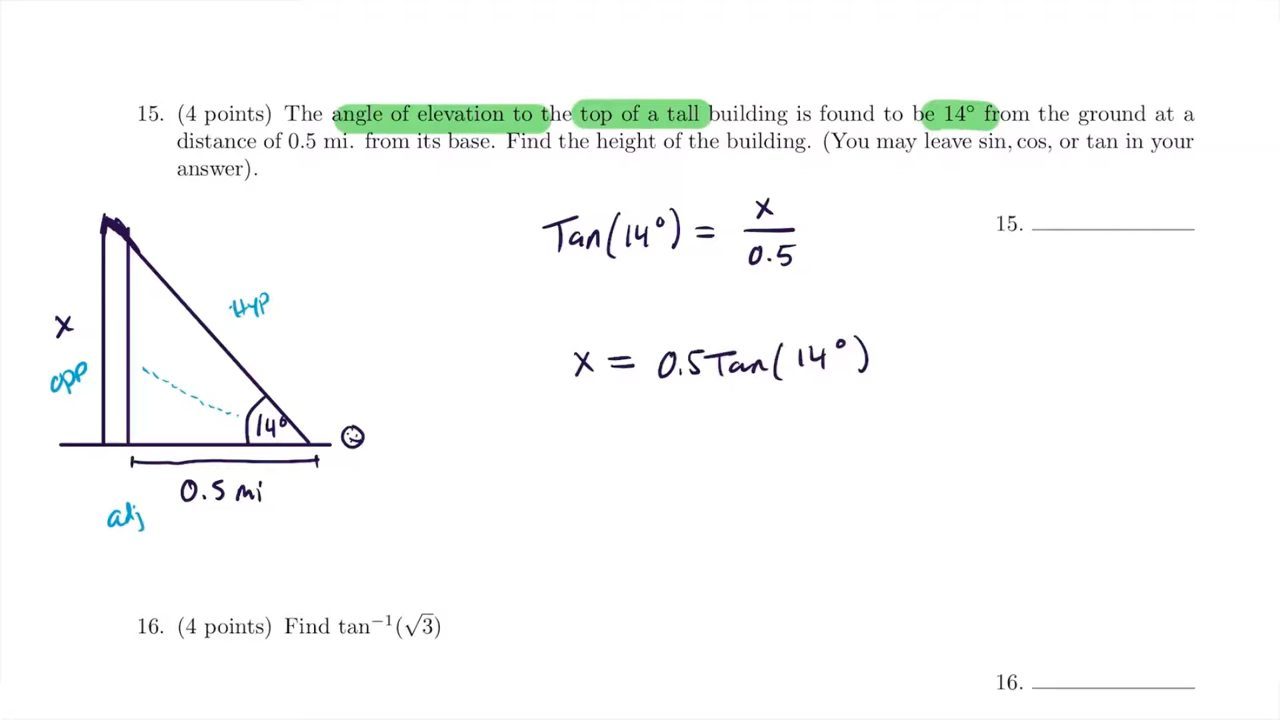 15. (4 points) The angle of elevation to the top of a tall building is found to be 14° from the ground at a
distance of 0.5 mi. from its base. Find the height of the building. (You may leave sin, cos, or tan in your
answer).
Tan(14°) = x/0.5
15.
x = 0.5Tan(14°)
Hyp
x
opp
14°
0.5 mi
adj
16. (4 points) Find tan⁻¹(√3)
16.